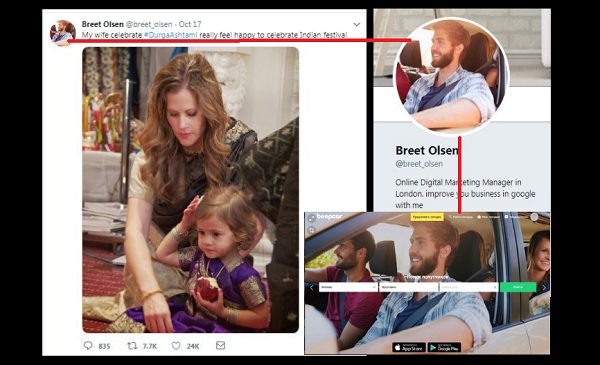 Breet Olsen @breet_olsen · Oct 17
My wife celebrate #DurgaAshtami really feel happy to celebrate Indian festival
835 7.7K 24K
Breet Olsen
@breet_olsen
Online Digital Marketing Manager in
London. improve you business in google
with me
beepcar
App Store Google Play